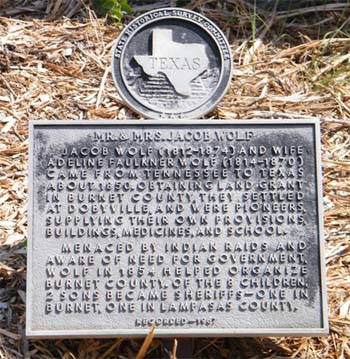 STATE HISTORICAL SURVEY COMMITTEE
TEXAS
MR. & MRS. JACOB WOLF
JACOB WOLF (1812-1874) AND WIFE
ADELINE FAULKNER WOLF (1814-1870)
CAME FROM TENNESSEE TO TEXAS
ABOUT 1850. OBTAINING LAND GRANT
IN BURNET COUNTY, THEY SETTLED
AT DOBYVILLE, AND WERE PIONEERS,
SUPPLYING THEIR OWN PROVISIONS,
BUILDINGS, MEDICINES, AND SCHOOL.
MENACED BY INDIAN RAIDS AND
AWARE OF NEED FOR GOVERNMENT,
WOLF IN 1854 HELPED ORGANIZE
BURNET COUNTY. OF THE 8 CHILDREN,
2 SONS BECAME SHERIFFS—ONE IN
BURNET, ONE IN LAMPASAS COUNTY.
RECORDED—1967